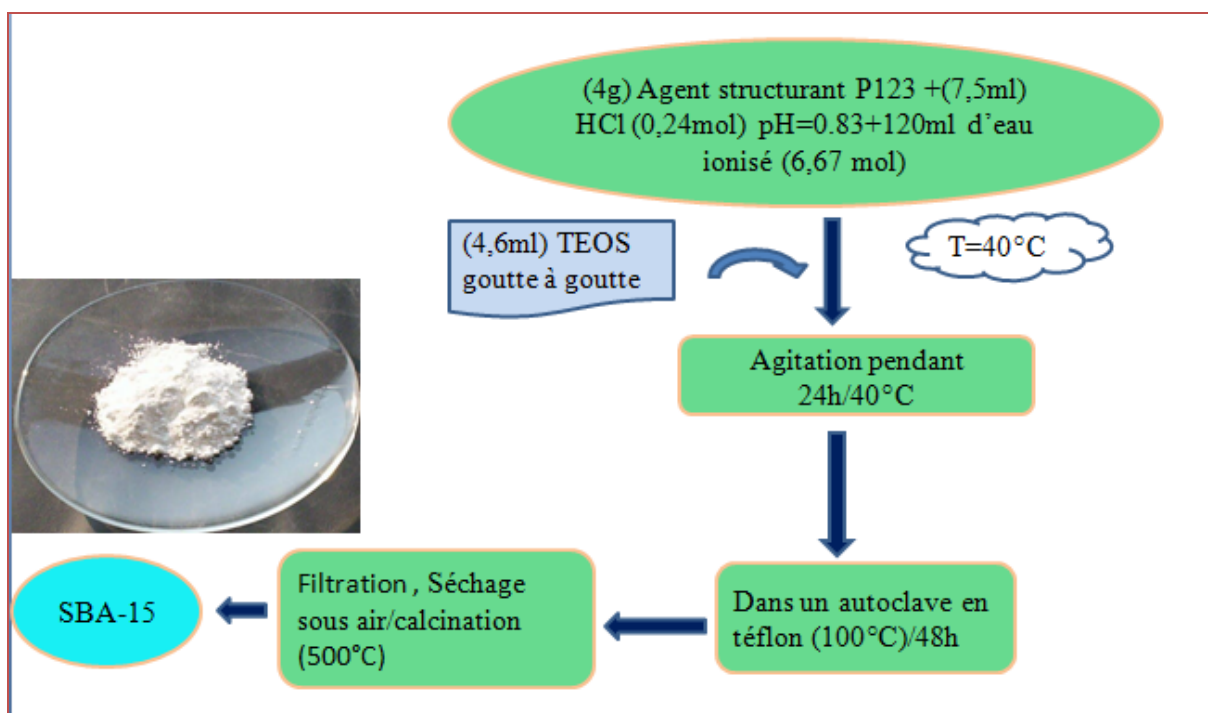 (4g) Agent structurant P123 +(7,5ml)
HCl (0,24mol) pH=0.83+120ml d’eau
ionisé (6,67 mol)
(4,6ml) TEOS
goutte à goutte
T=40°C
Agitation pendant
24h/40°C
Dans un autoclave en
téflon (100°C)/48h
Filtration , Séchage
sous air/calcination
(500°C)
SBA-15